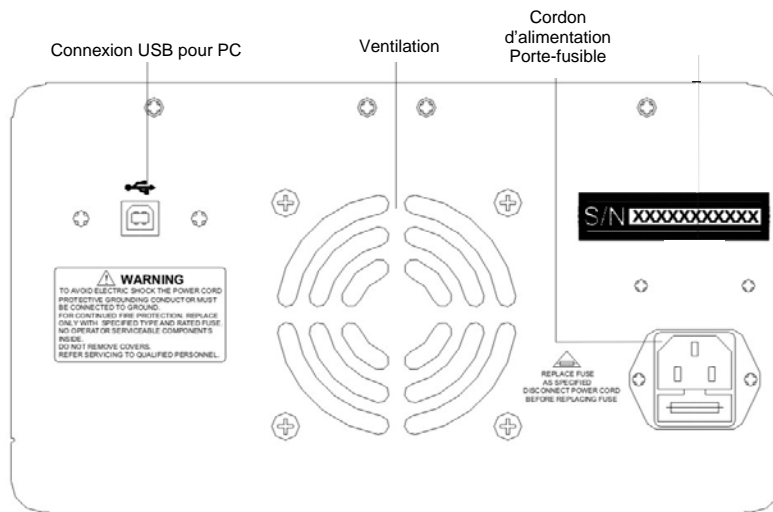 Connexion USB pour PC
Ventilation
Cordon
d'alimentation
Porte-fusible
S/N XXXXXXXXXXX
WARNING
TO AVOID ELECTRIC SHOCK THE POWER CORD
PROTECTIVE GROUNDING CONDUCTOR MUST
BE CONNECTED TO GROUND.
FOR CONTINUED FIRE PROTECTION. REPLACE
ONLY WITH SPECIFIED TYPE AND RATED FUSE.
NO OPERATOR SERVICEABLE COMPONENTS
INSIDE.
DO NOT REMOVE COVERS.
REFER SERVICING TO QUALIFIED PERSONNEL.
REPLACE FUSE
AS SPECIFIED
DISCONNECT POWER CORD
BEFORE REPLACING FUSE